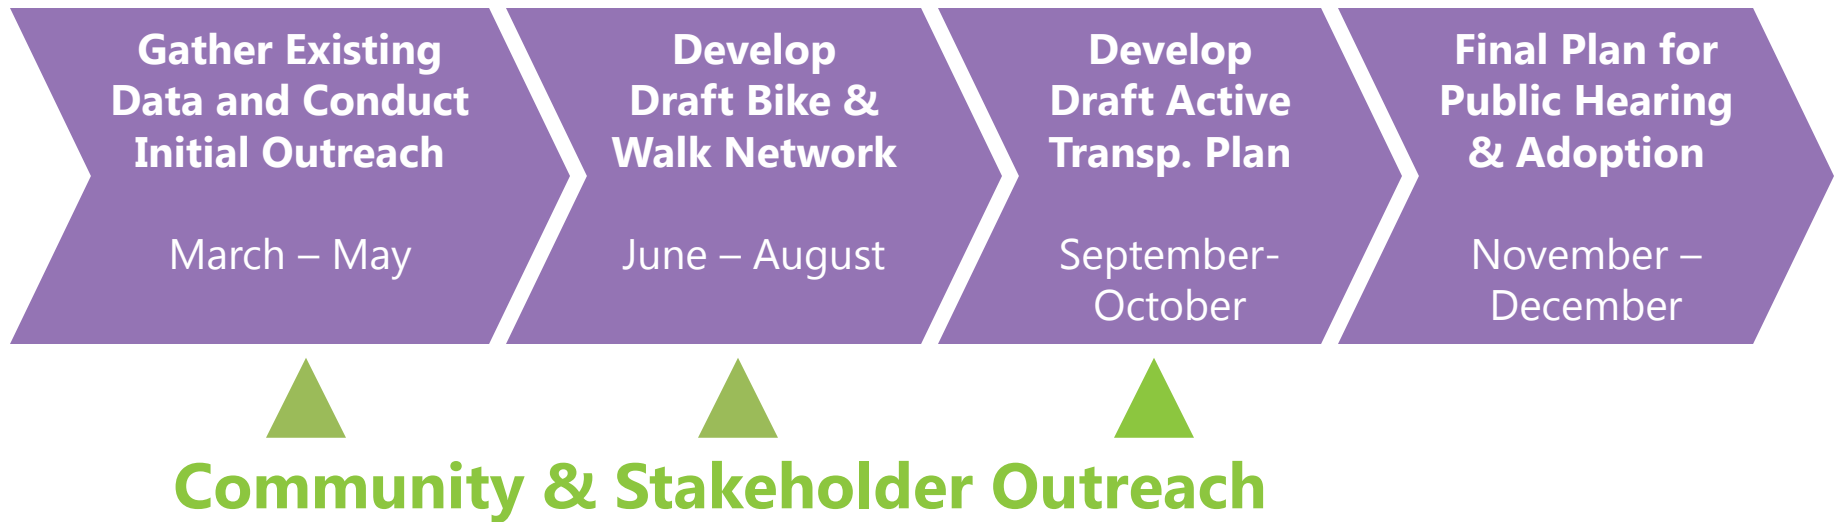 Gather Existing
Data and Conduct
Initial Outreach
March – May
Develop
Draft Bike &
Walk Network
June – August
Develop
Draft Active
Transp. Plan
September-
October
Final Plan for
Public Hearing
& Adoption
November –
December
Community & Stakeholder Outreach